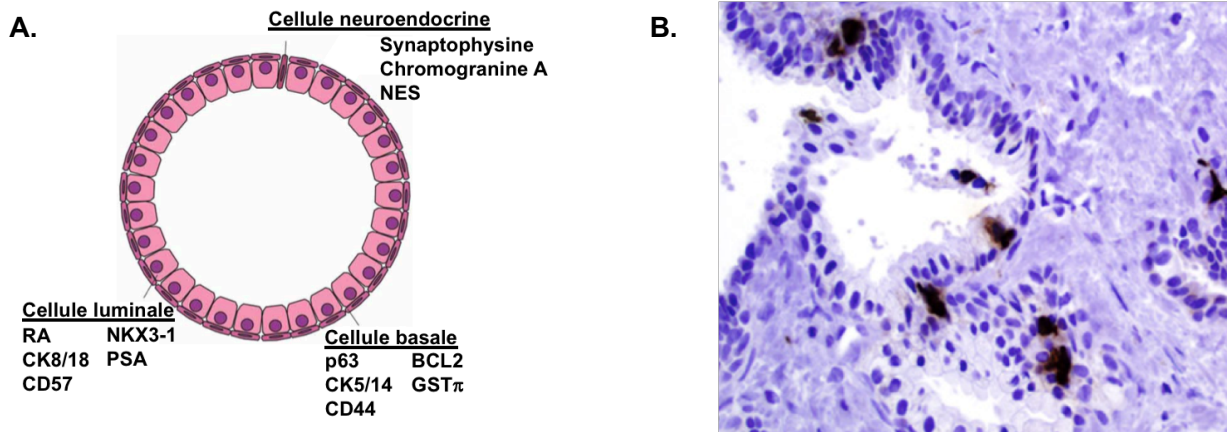 A.
Cellule neuroendocrine
Synaptophysine
Chromogranine A
NES
Cellule luminale
RA NKX3-1
CK8/18 PSA
CD57
Cellule basale
p63 BCL2
CK5/14 GSTπ
CD44
B.